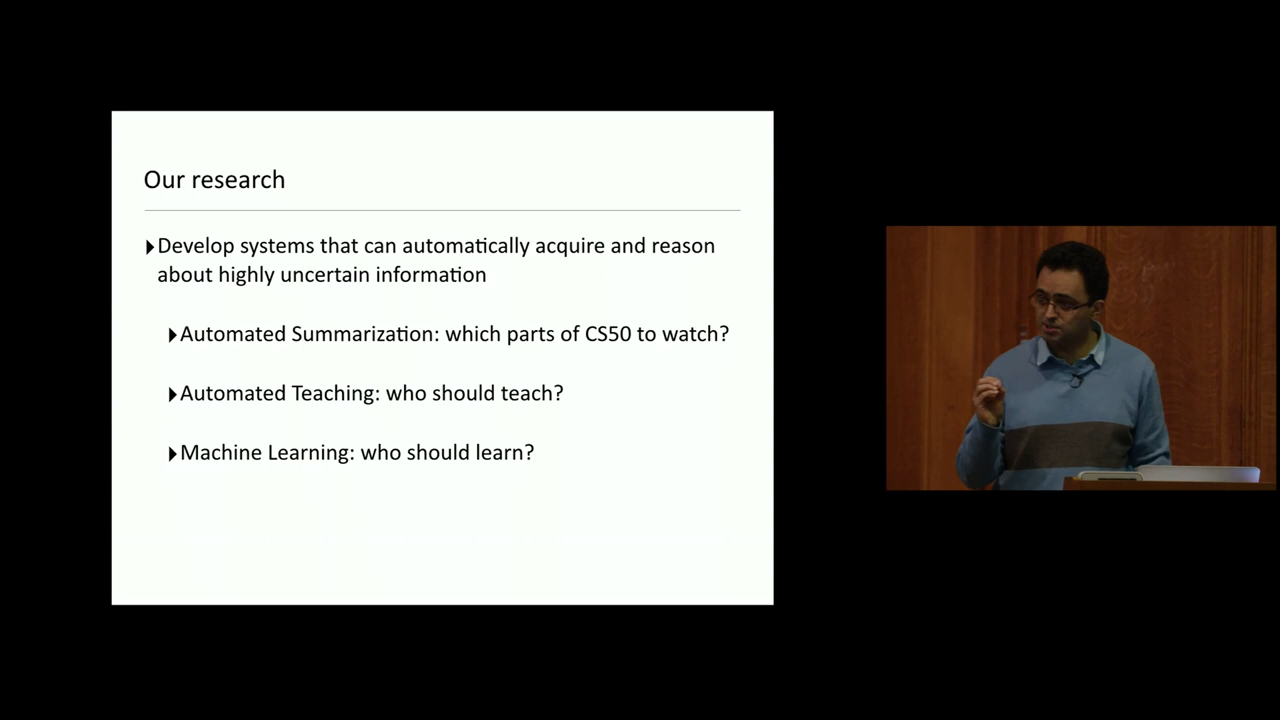 Our research
Develop systems that can automatically acquire and reason
about highly uncertain information
Automated Summarization: which parts of CS50 to watch?
Automated Teaching: who should teach?
Machine Learning: who should learn?